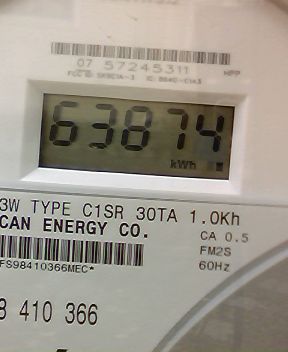 07 57245311
63874
kWh
3W TYPE C1SR 30TA 1.0Kh
CAN ENERGY CO.
CA 0.5
FM2S
60Hz
FS98410366MEC*
8 410 366